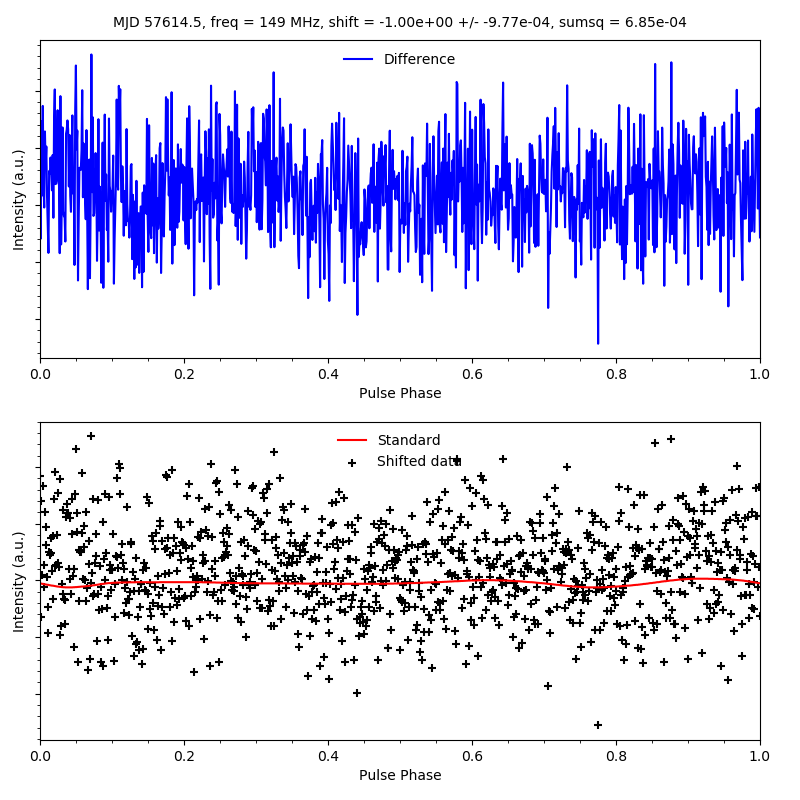 MJD 57614.5, freq = 149 MHz, shift = -1.00e+00 +/- -9.77e-04, sumsq = 6.85e-04
Difference
Intensity (a.u.)
0.0 0.2 0.4 0.6 0.8 1.0
Pulse Phase
Standard
Shifted data
Intensity (a.u.)
0.0 0.2 0.4 0.6 0.8 1.0
Pulse Phase